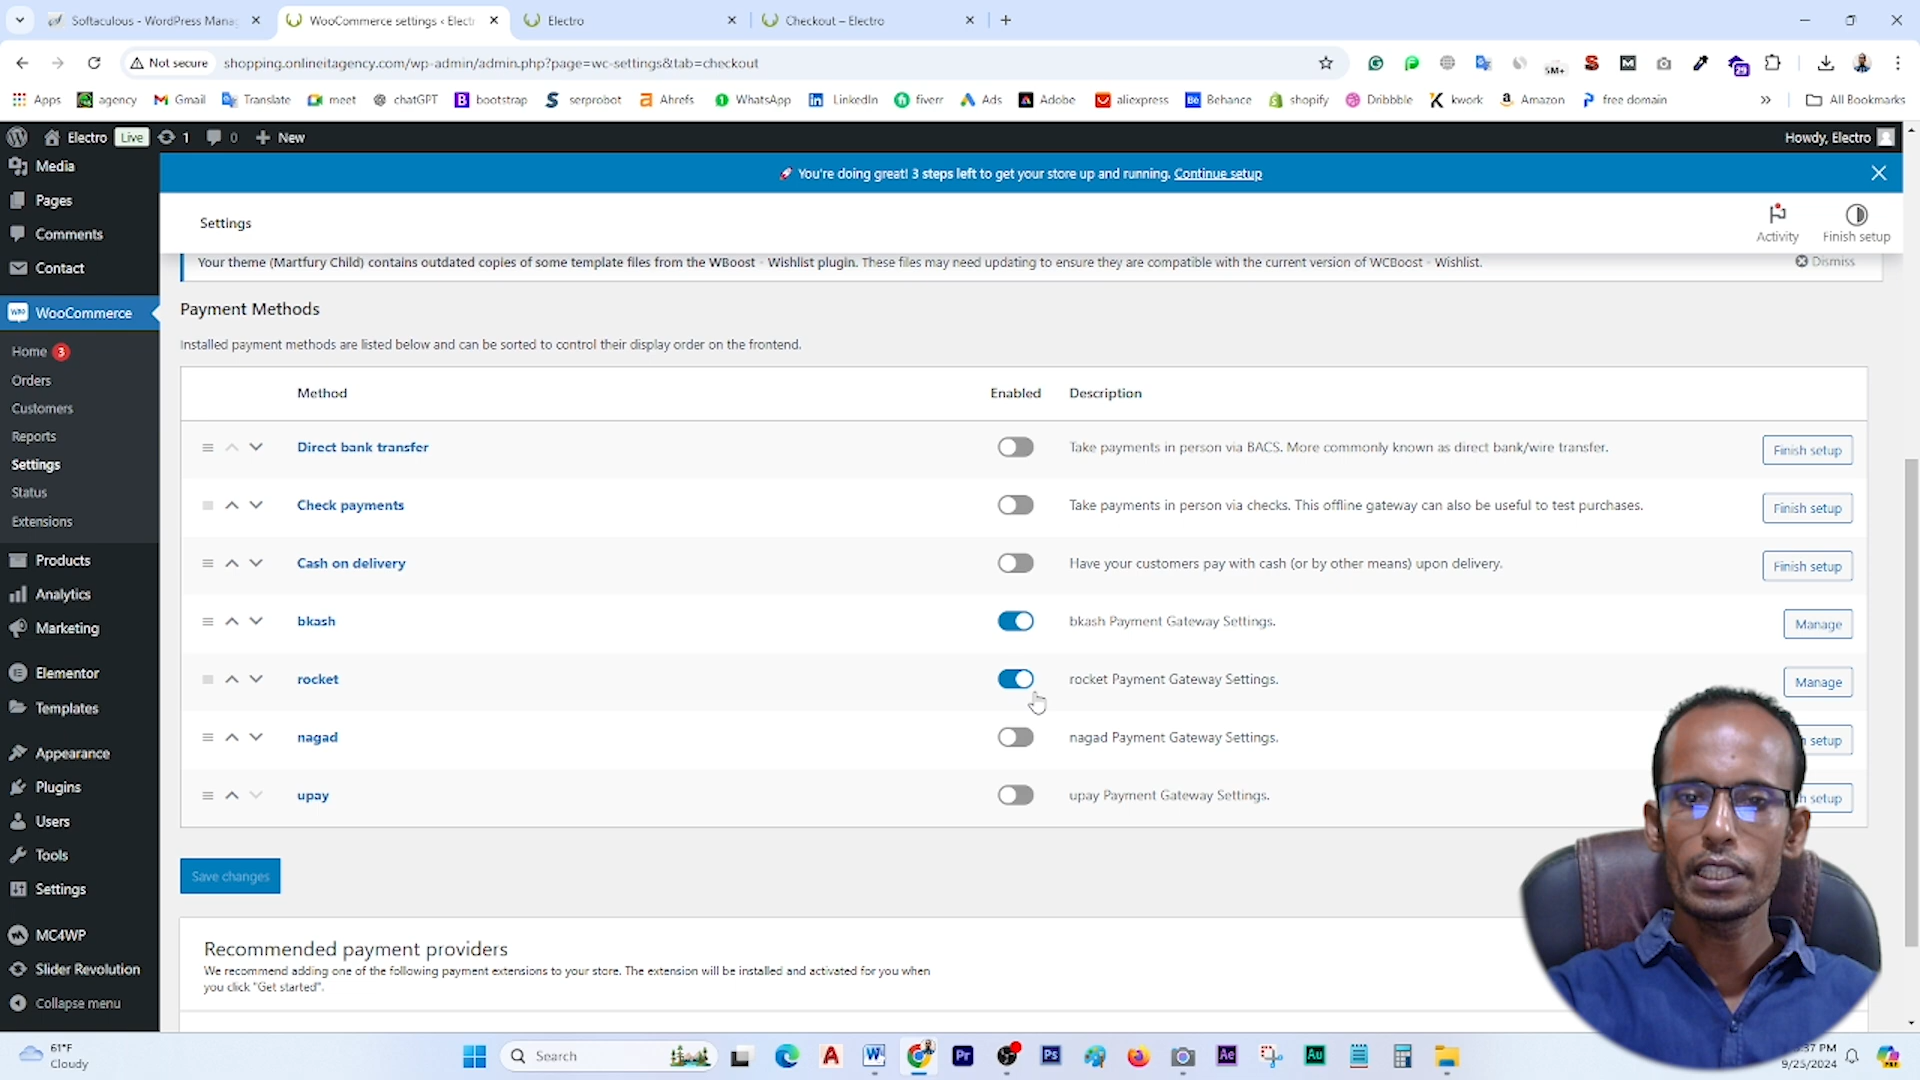 Softaculous - WordPress Mana
WooCommerce settings ‹ Elect
Electro
Checkout – Electro
Not secure
shopping.onlineitagency.com/wp-admin/admin.php?page=wc-settings&tab=checkout
5M+
29
Apps
agency
Gmail
Translate
meet
chatGPT
bootstrap
serprobot
Ahrefs
WhatsApp
LinkedIn
fiverr
Ads
Adobe
aliexpress
Behance
shopify
Dribbble
kwork
Amazon
free domain
All Bookmarks
Electro
Live
1
0
New
Howdy, Electro
Media
Pages
Comments
Contact
WooCommerce
Home 3
Orders
Customers
Reports
Settings
Status
Extensions
Products
Analytics
Marketing
Elementor
Templates
Appearance
Plugins
Users
Tools
Settings
MC4WP
Slider Revolution
Collapse menu
You're doing great! 3 steps left to get your store up and running. Continue setup
Settings
Activity
Finish setup
Your theme (Martfury Child) contains outdated copies of some template files from the WBoost - Wishlist plugin. These files may need updating to ensure they are compatible with the current version of WCBoost - Wishlist.
Dismiss
Payment Methods
Installed payment methods are listed below and can be sorted to control their display order on the frontend.
Method Enabled Description
Direct bank transfer Take payments in person via BACS. More commonly known as direct bank/wire transfer. Finish setup
Check payments Take payments in person via checks. This offline gateway can also be useful to test purchases. Finish setup
Cash on delivery Have your customers pay with cash (or by other means) upon delivery. Finish setup
bkash bkash Payment Gateway Settings. Manage
rocket rocket Payment Gateway Settings. Manage
nagad nagad Payment Gateway Settings. setup
upay upay Payment Gateway Settings. setup
Save changes
Recommended payment providers
We recommend adding one of the following payment extensions to your store. The extension will be installed and activated for you when
you click "Get started".
61°F
Cloudy
Search
37 PM
9/25/2024